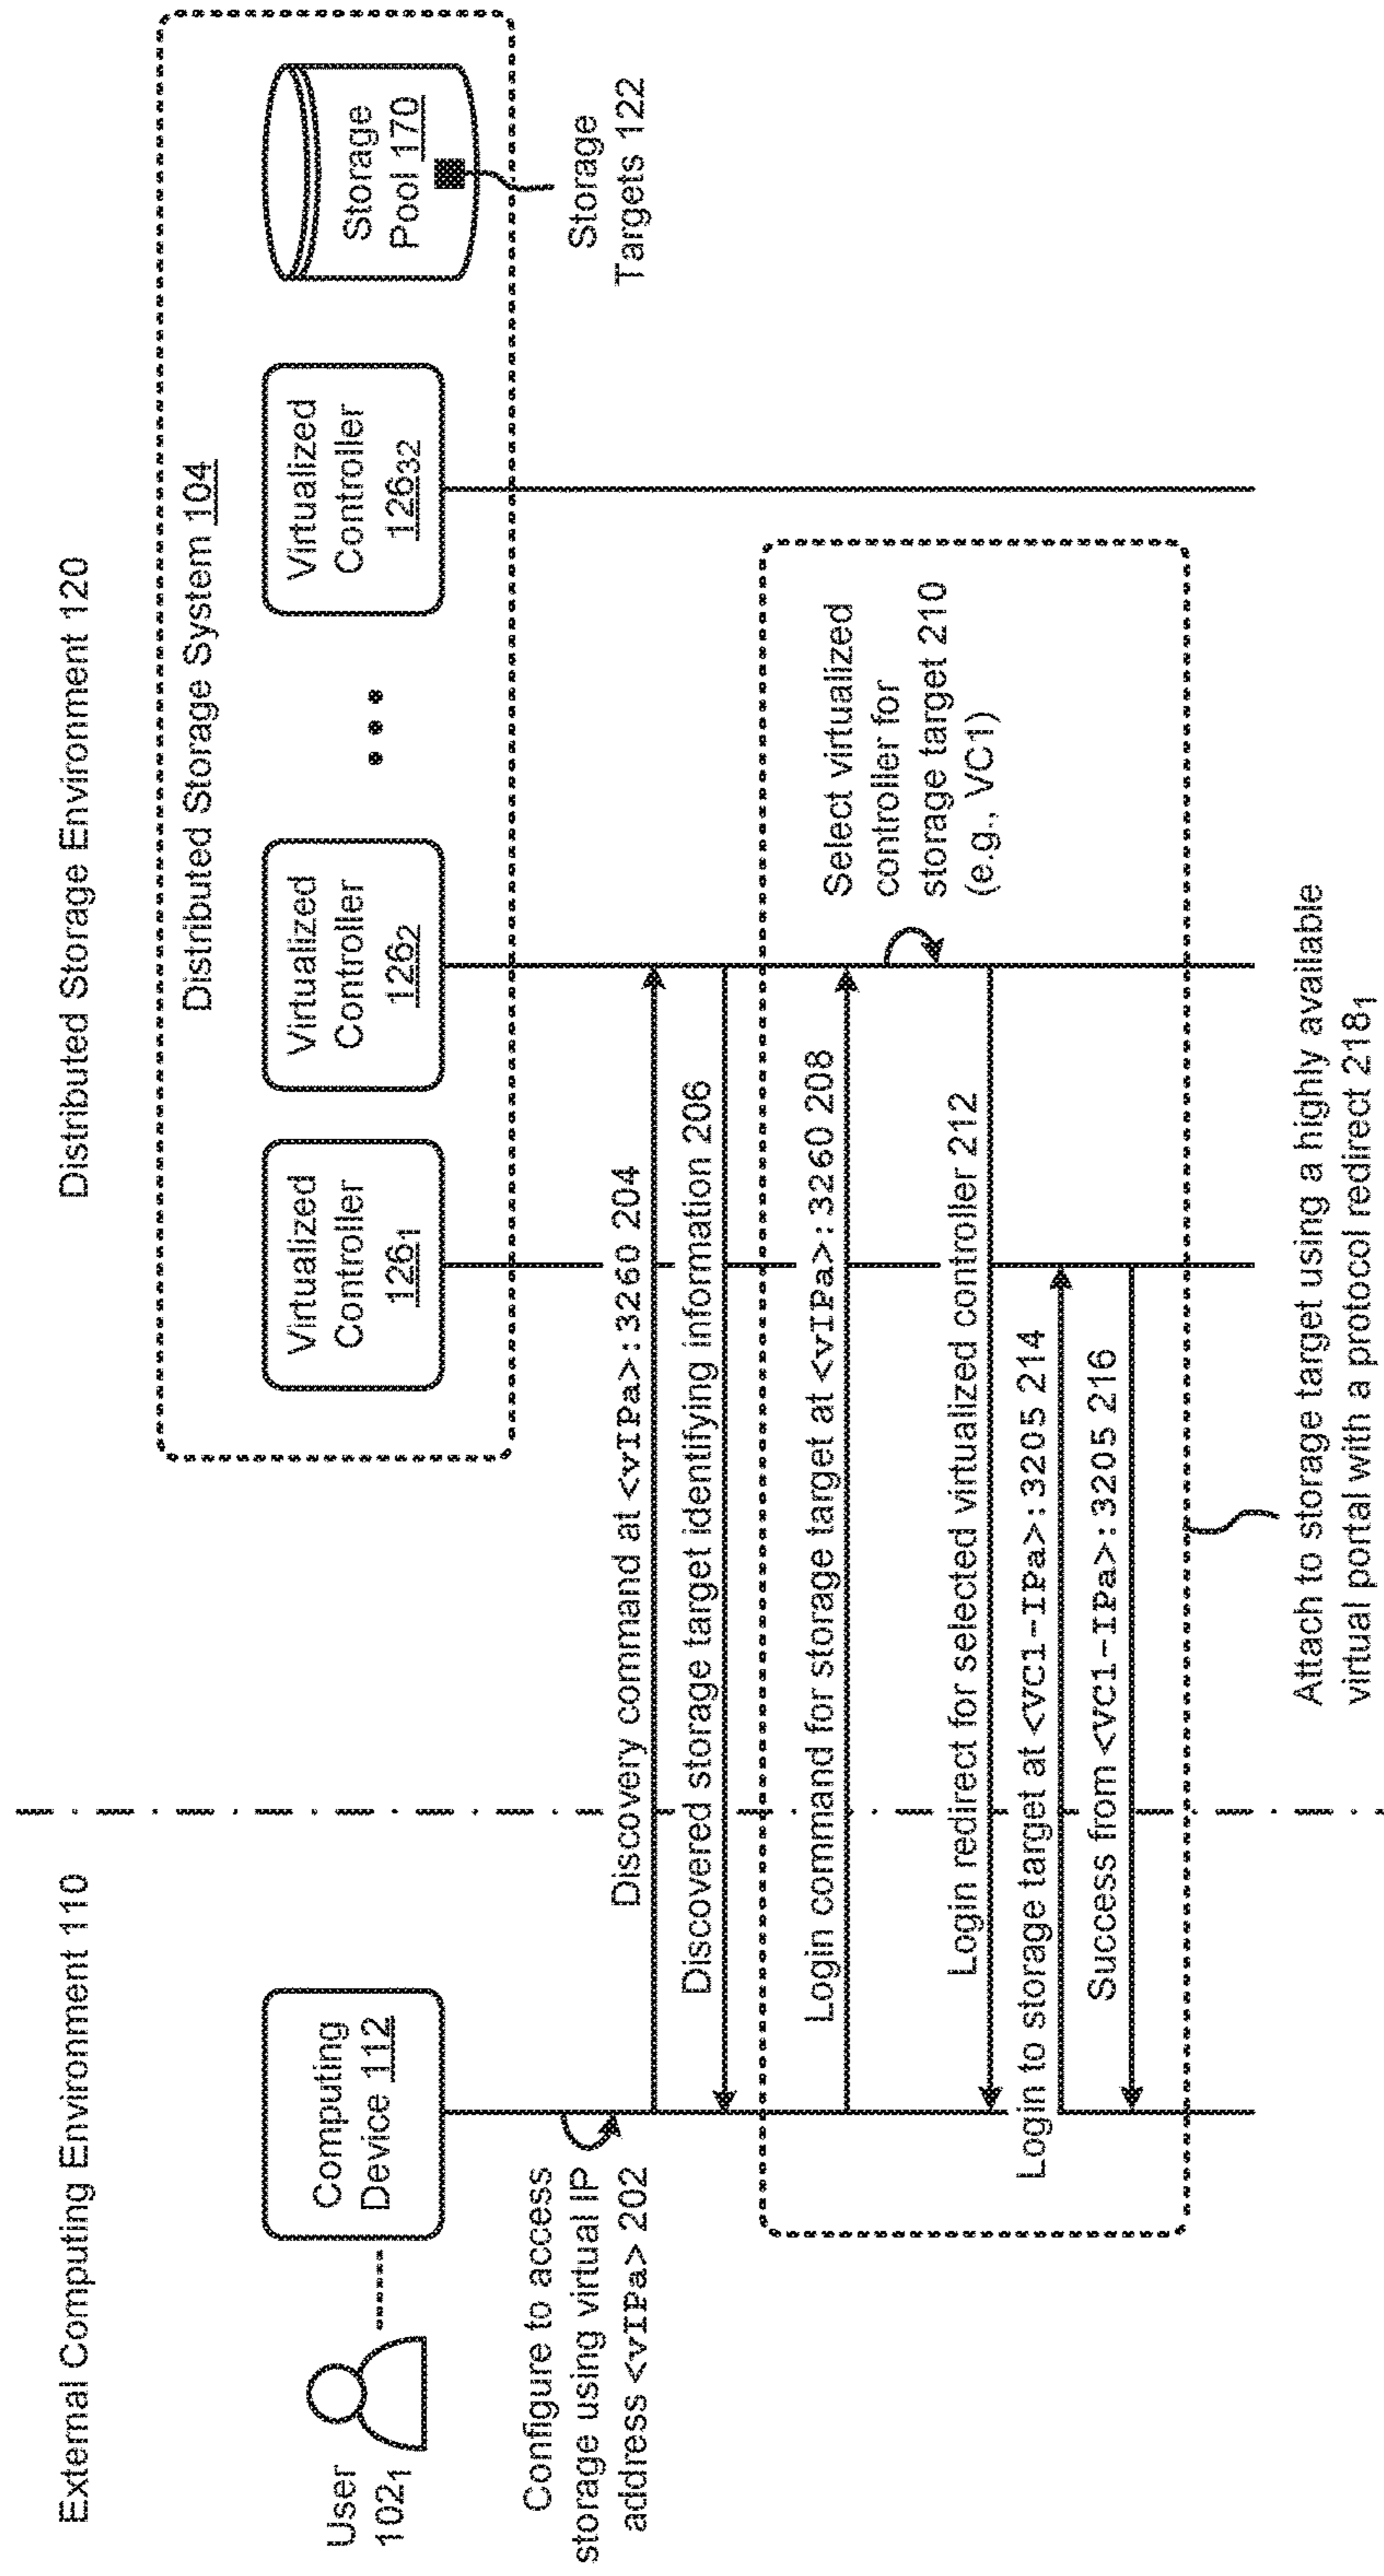 External Computing Environment 110
Distributed Storage Environment 120
Distributed Storage System 104
User
102₁
Computing
Device 112
Virtualized
Controller
126₁
Virtualized
Controller
126₂
Virtualized
Controller
126₃₂
Storage
Pool 170
Storage
Targets 122
Configure to access
storage using virtual IP
address <vIPa> 202
Discovery command at <vIPa>:3260 204
Discovered storage target identifying information 206
Login command for storage target at <vIPa>:3260 208
Select virtualized
controller for
storage target 210
(e.g., VC1)
Login redirect for selected virtualized controller 212
Login to storage target at <VC1-IPa>:3205 214
Success from <VC1-IPa>:3205 216
Attach to storage target using a highly available
virtual portal with a protocol redirect 218₁